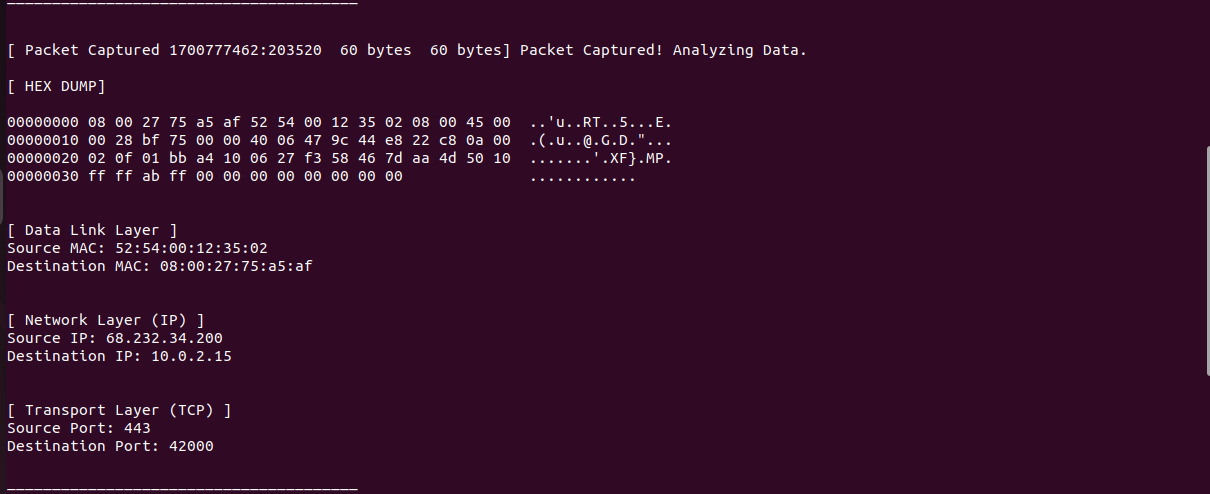 [ Packet Captured 1700777462:203520  60 bytes  60 bytes] Packet Captured! Analyzing Data.
[ HEX DUMP]
00000000 08 00 27 75 a5 af 52 54 00 12 35 02 08 00 45 00  ..'u..RT..5...E.
00000010 00 28 bf 75 00 00 40 06 47 9c 44 e8 22 c8 0a 00  .(.u..@.G.D."...
00000020 02 0f 01 bb a4 10 06 27 f3 58 46 7d aa 4d 50 10  .......'.XF}.MP.
00000030 ff ff ab ff 00 00 00 00 00 00 00 00              ............
[ Data Link Layer ]
Source MAC: 52:54:00:12:35:02
Destination MAC: 08:00:27:75:a5:af
[ Network Layer (IP) ]
Source IP: 68.232.34.200
Destination IP: 10.0.2.15
[ Transport Layer (TCP) ]
Source Port: 443
Destination Port: 42000